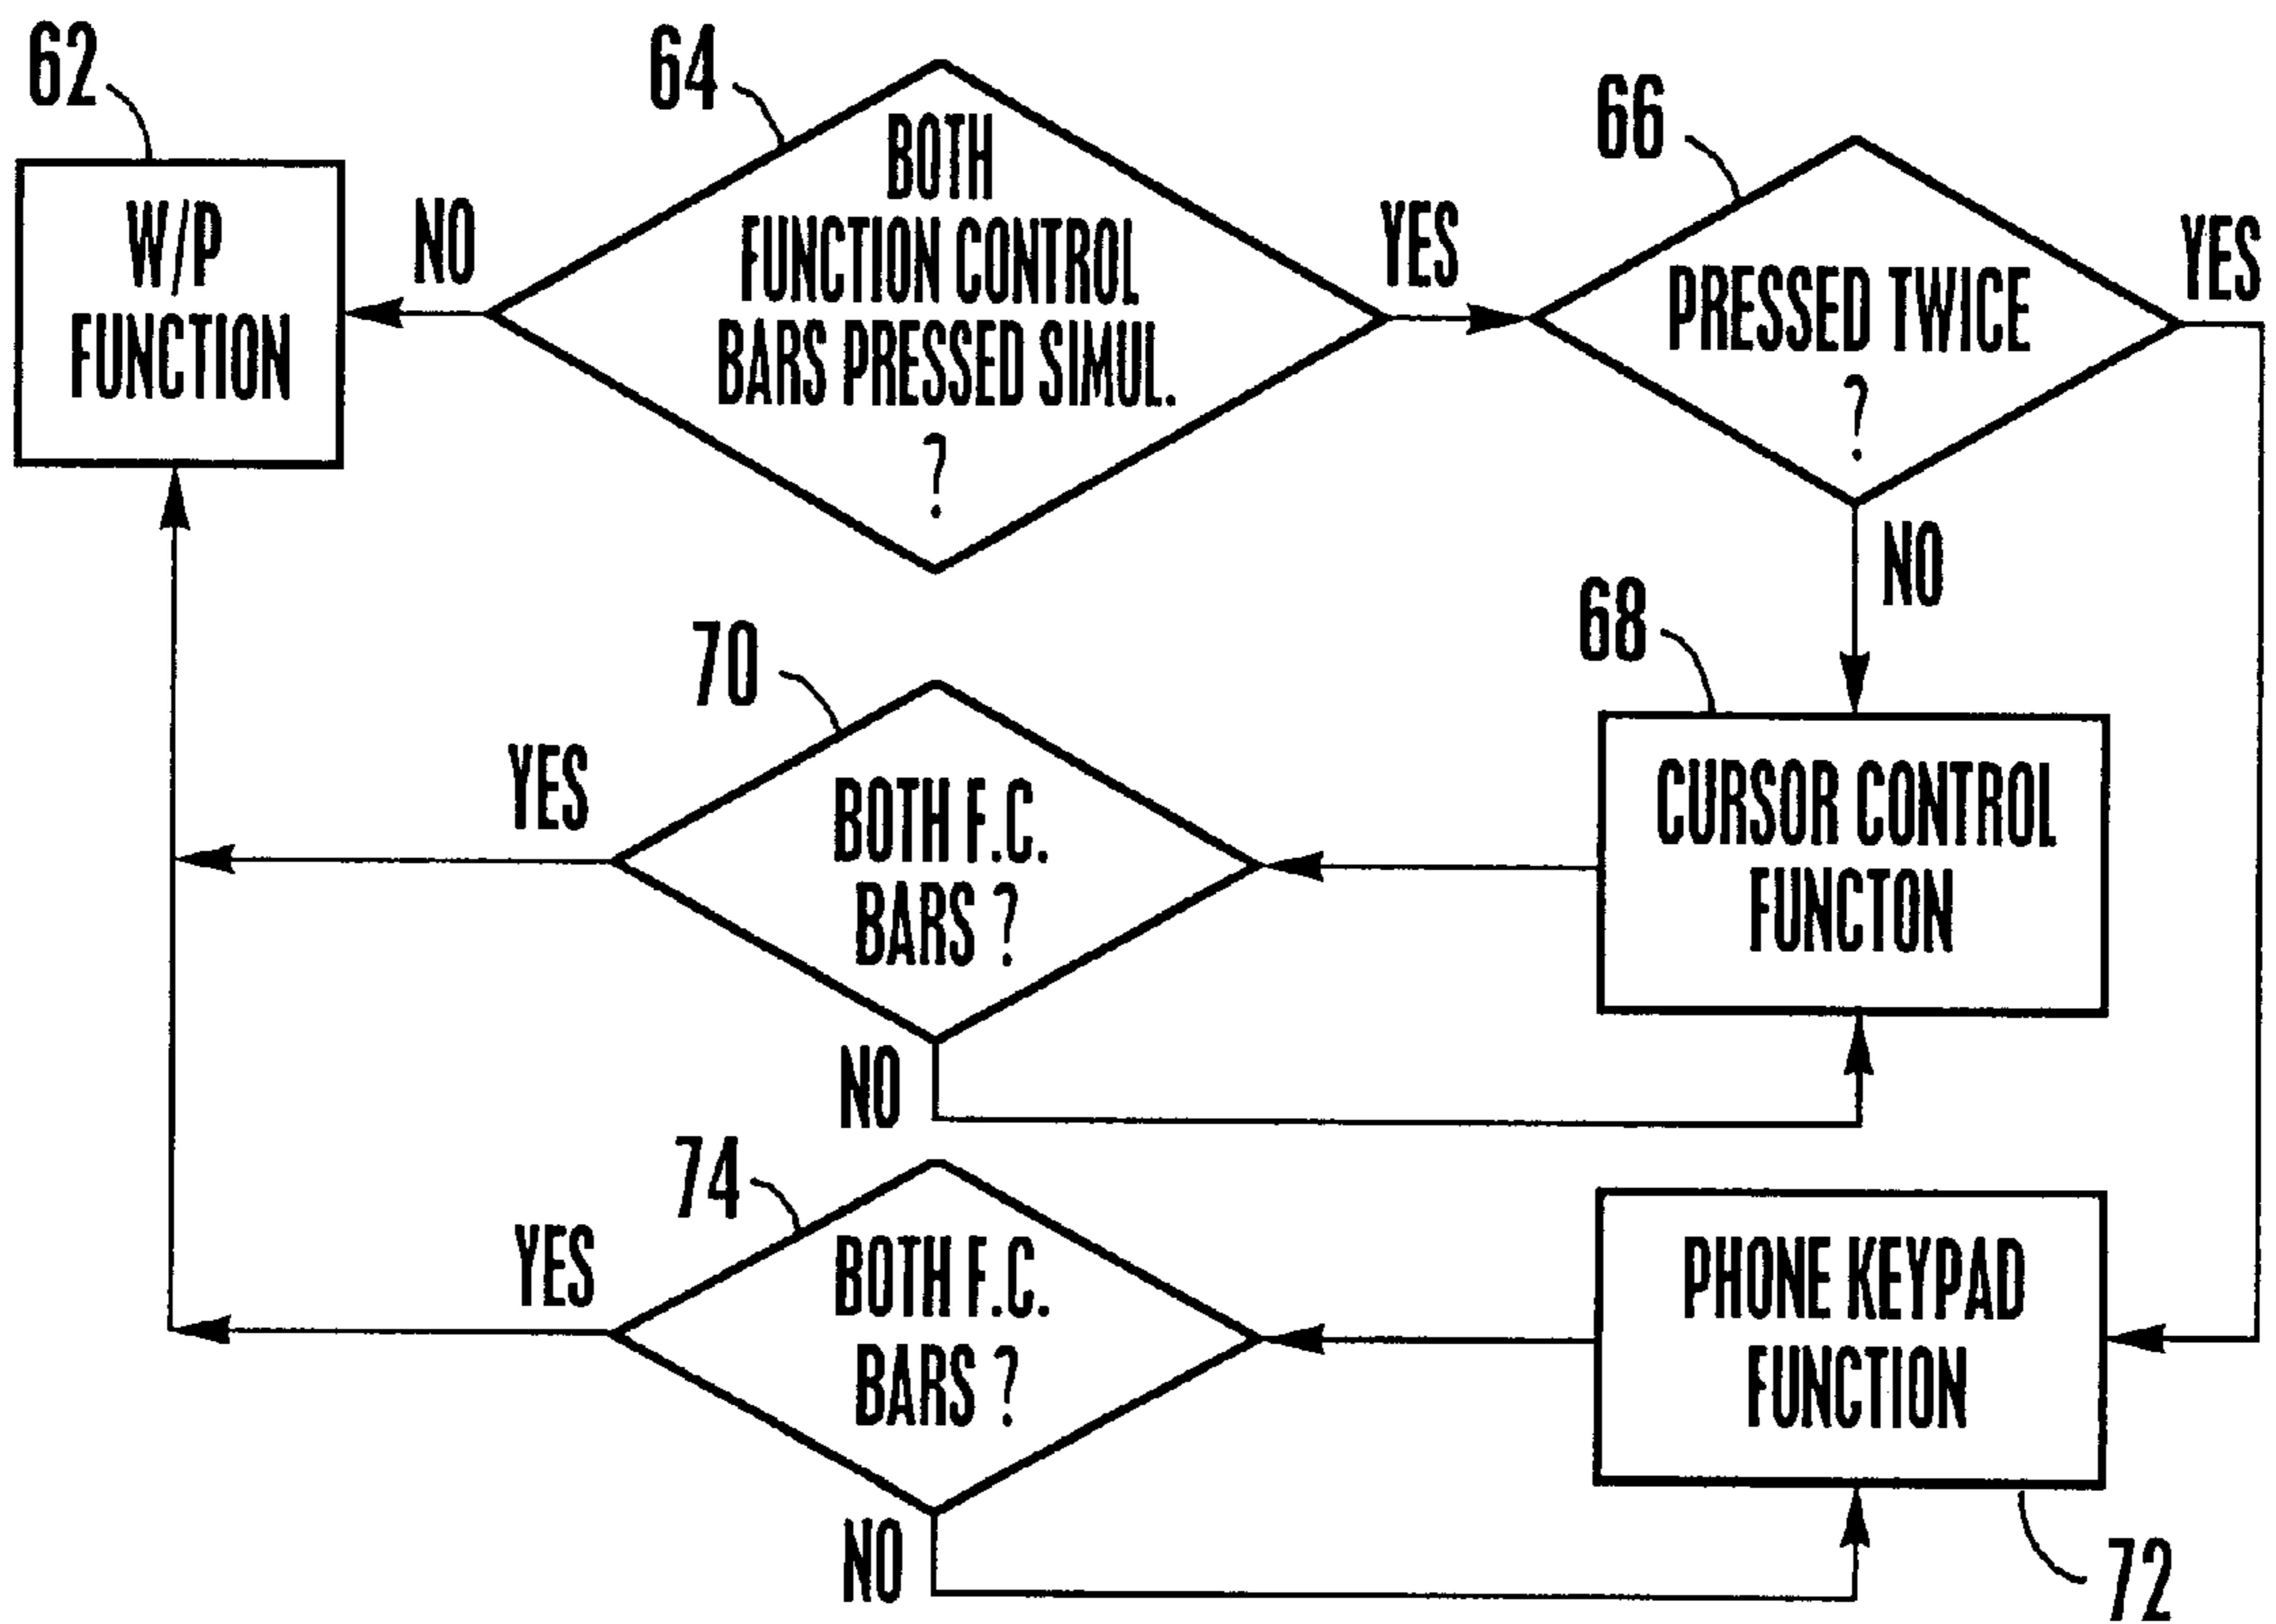 62
W/P
FUNCTION
NO
64
BOTH
FUNCTION CONTROL
BARS PRESSED SIMUL.
?
YES
66
PRESSED TWICE
?
YES
NO
68
CURSOR CONTROL
FUNCTON
70
BOTH F.C.
BARS ?
YES
NO
74
BOTH F.C.
BARS ?
YES
NO
PHONE KEYPAD
FUNCTION
72